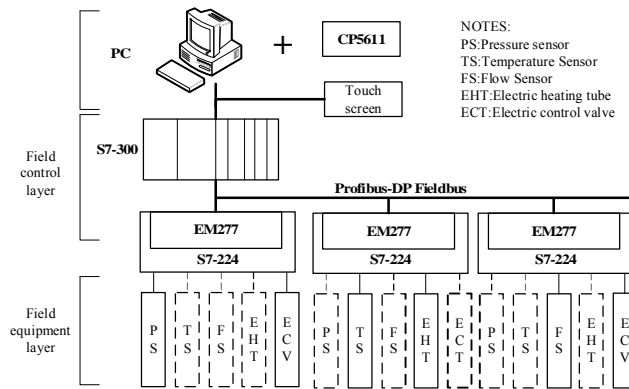 PC
CP5611
NOTES:
PS:Pressure sensor
TS:Temperature Sensor
FS:Flow Sensor
EHT:Electric heating tube
ECT:Electric control valve
Touch
screen
Field
control
layer
S7-300
Profibus-DP Fieldbus
EM277
S7-224
EM277
S7-224
EM277
S7-224
Field
equipment
layer
PS
TS
FS
EHT
ECV
PS
TS
FS
EHT
ECT
PS
TS
FS
EHT
ECV